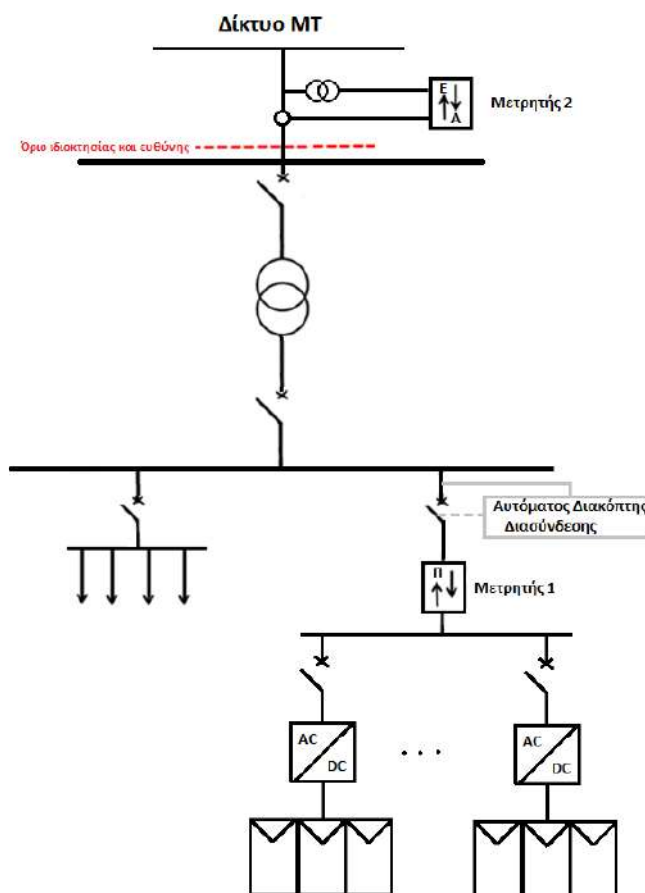 Δίκτυο ΜΤ
Ε
Α
Μετρητής 2
Όριο ιδιοκτησίας και ευθύνης
Αυτόματος Διακόπτης
Διασύνδεσης
Π
Μετρητής 1
AC
DC
AC
DC